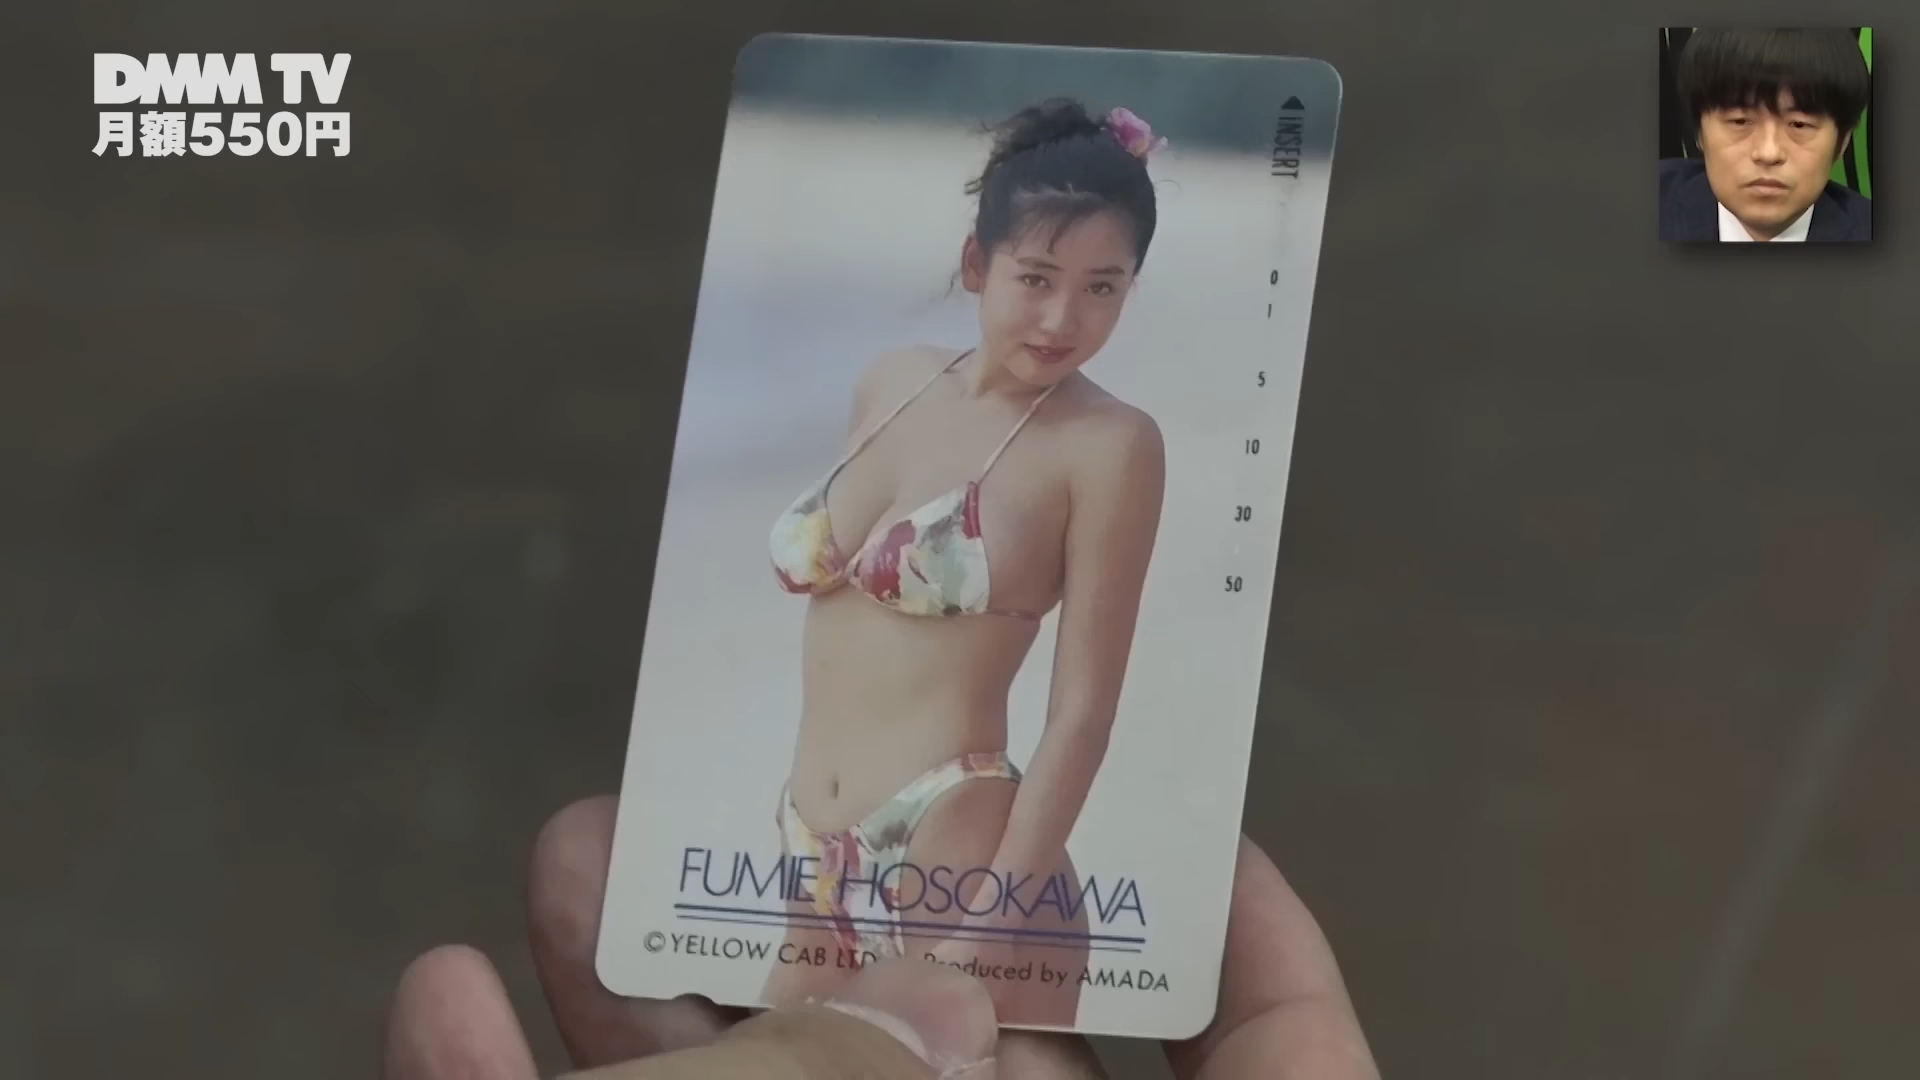 DMM TV
月額550円
INSERT
0
1
5
10
30
50
FUMIE HOSOKAWA
©YELLOW CAB LTD
Produced by AMADA